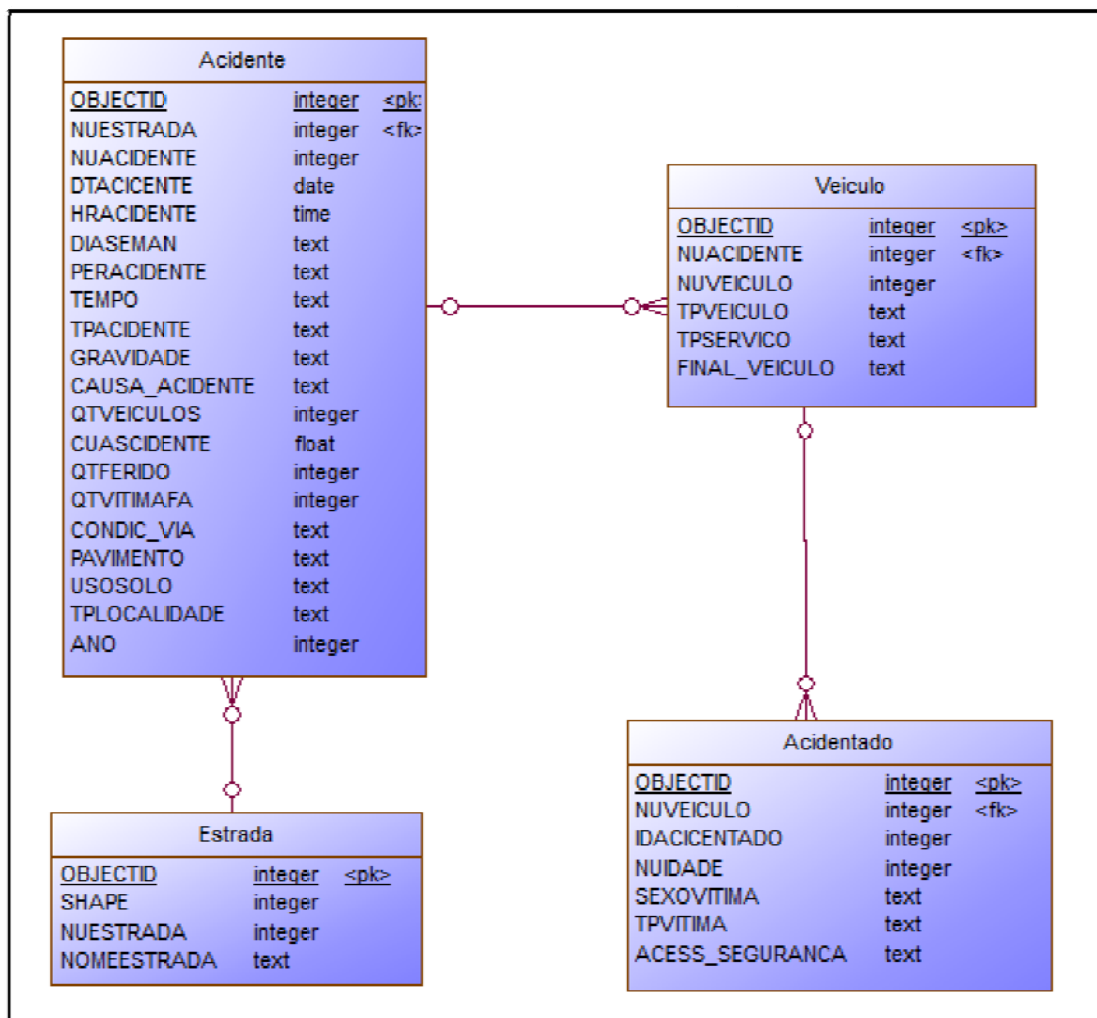 Acidente
OBJECTID integer <pk:
NUESTRADA integer <fk>
NUACIDENTE integer
DTACICENTE date
HRACIDENTE time
DIASEMAN text
PERACIDENTE text
TEMPO text
TPACIDENTE text
GRAVIDADE text
CAUSA_ACIDENTE text
QTVEICULOS integer
CUASCIDENTE float
QTFERIDO integer
QTVITIMAFA integer
CONDIC_VIA text
PAVIMENTO text
USOSOLO text
TPLOCALIDADE text
ANO integer
Veiculo
OBJECTID integer <pk>
NUACIDENTE integer <fk>
NUVEICULO integer
TPVEICULO text
TPSERVICO text
FINAL_VEICULO text
Estrada
OBJECTID integer <pk>
SHAPE integer
NUESTRADA integer
NOMEESTRADA text
Acidentado
OBJECTID integer <pk>
NUVEICULO integer <fk>
IDACICENTADO integer
NUIDADE integer
SEXOVITIMA text
TPVITIMA text
ACESS_SEGURANCA text